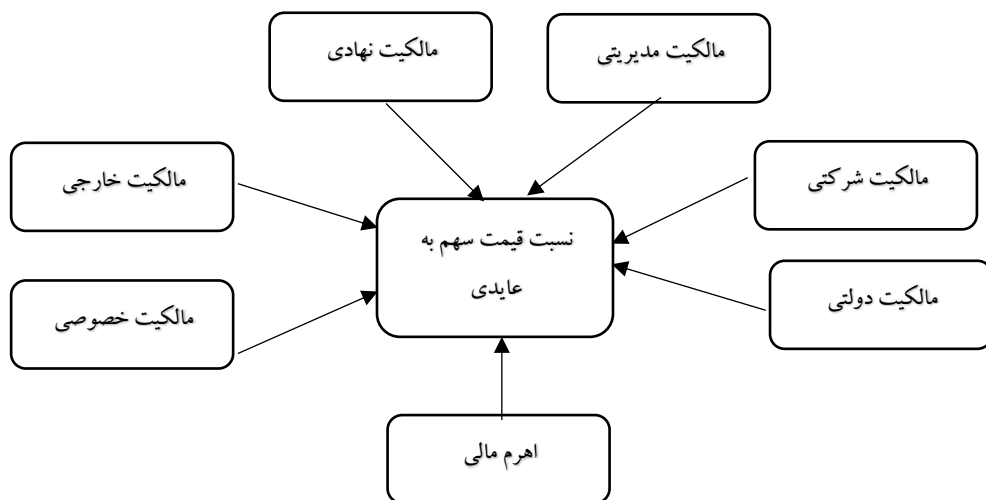 مالکیت مدیریتی
مالکیت نهادی
مالکیت شرکتی
مالکیت خارجی
نسبت قیمت سهم به
عایدی
مالکیت دولتی
مالکیت خصوصی
اهرم مالی